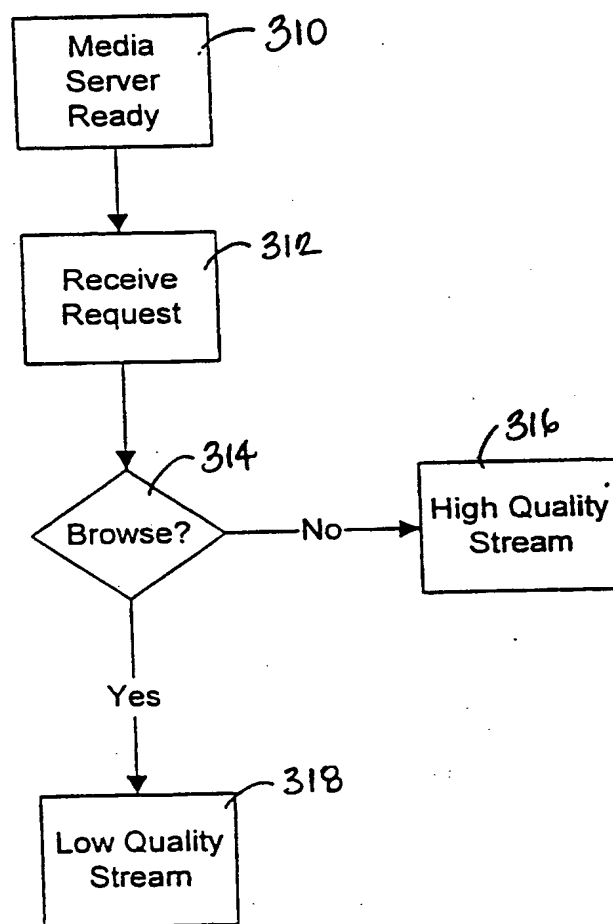 Media
Server
Ready
310
Receive
Request
312
Browse?
314
No
High Quality
Stream
316
Yes
Low Quality
Stream
318